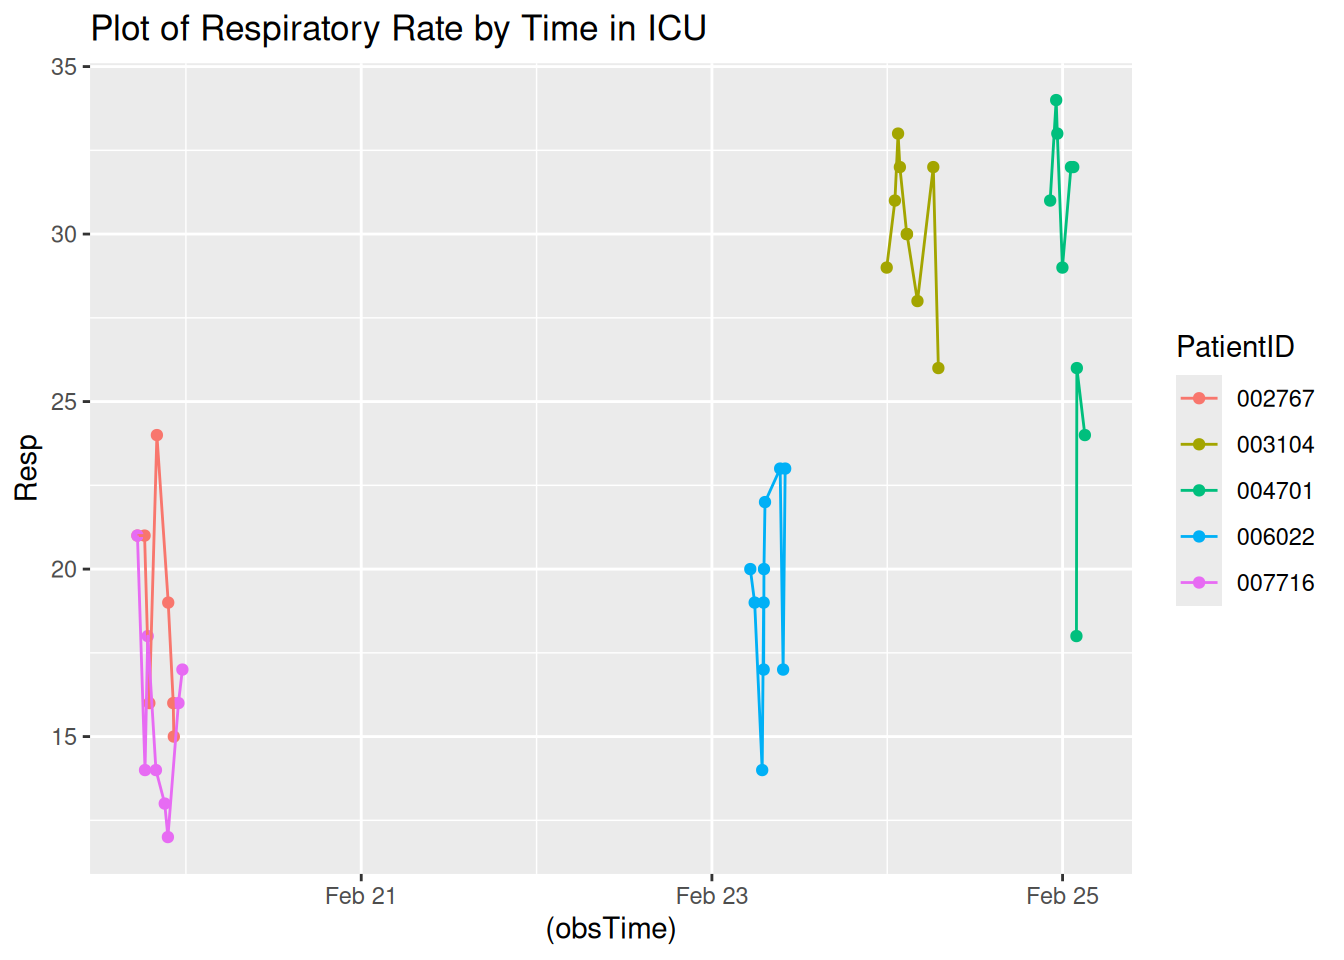 Plot of Respiratory Rate by Time in ICU
35
30
25
20
15
Resp
Feb 21
Feb 23
Feb 25
(obsTime)
PatientID
002767
003104
004701
006022
007716